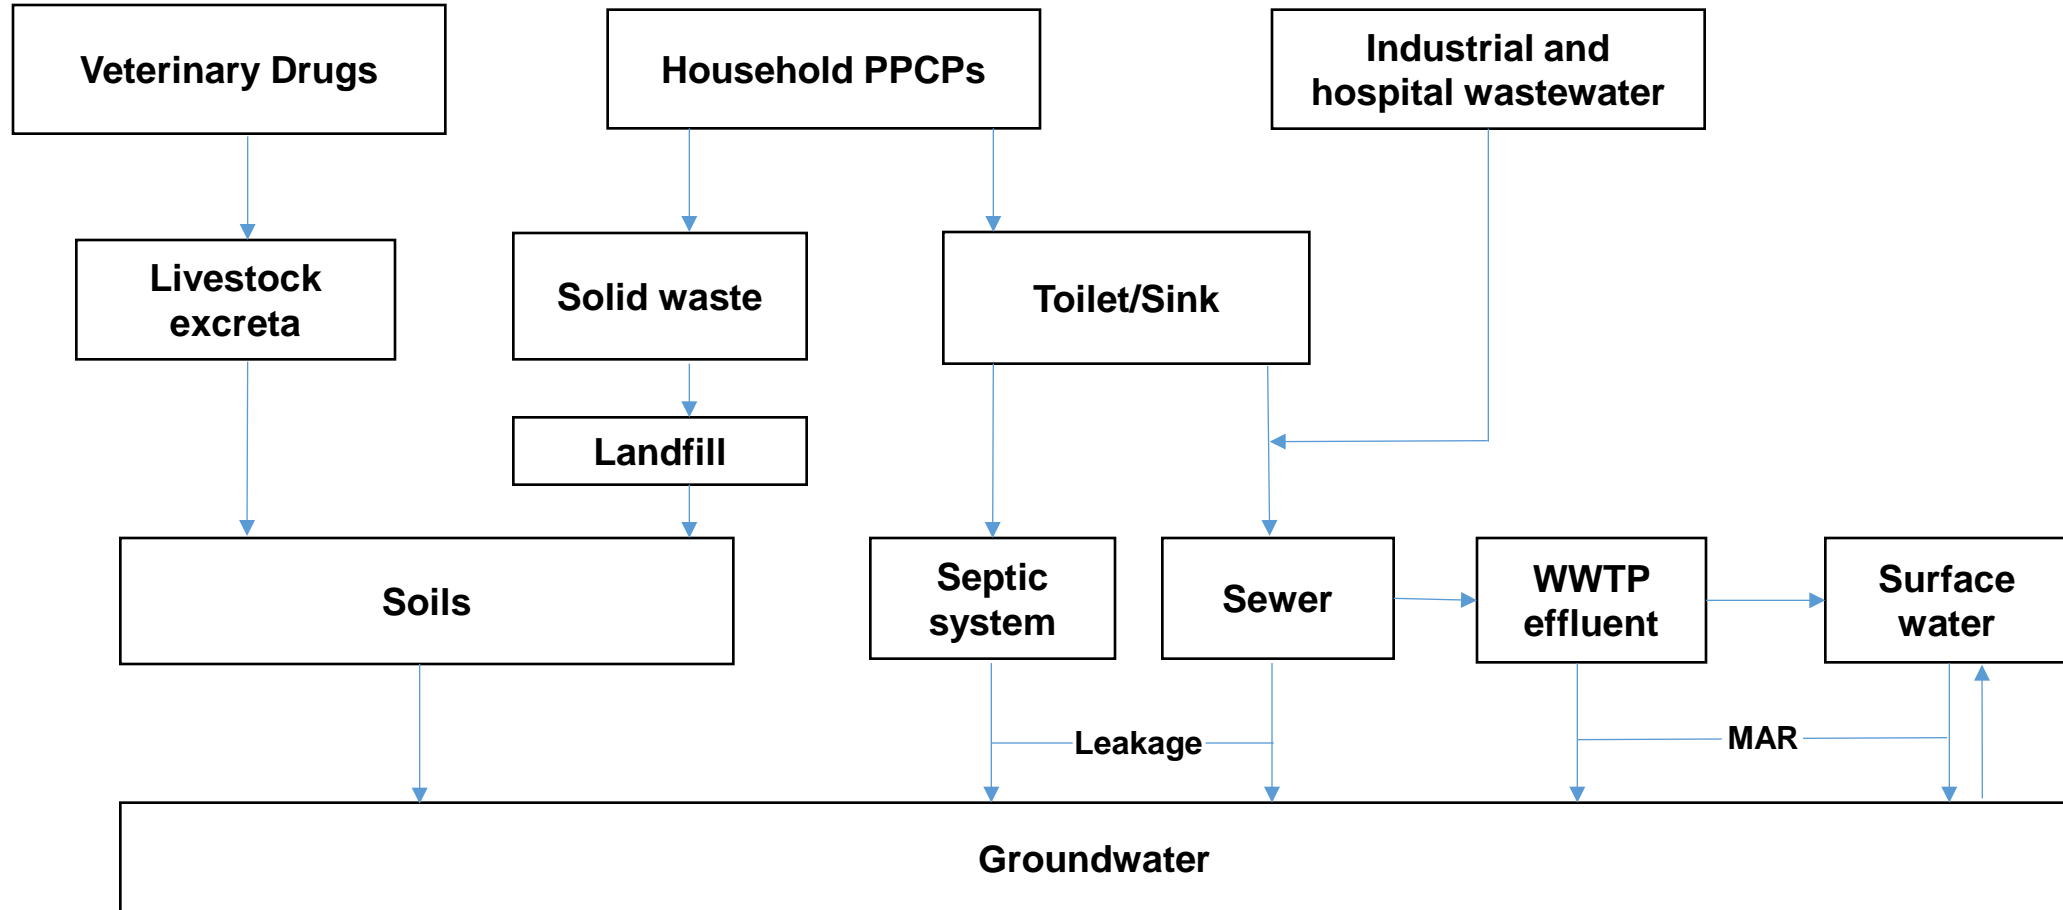 Veterinary Drugs
Household PPCPs
Industrial and
hospital wastewater
Livestock
excreta
Solid waste
Toilet/Sink
Landfill
Soils
Septic
system
Sewer
WWTP
effluent
Surface
water
Leakage
MAR
Groundwater